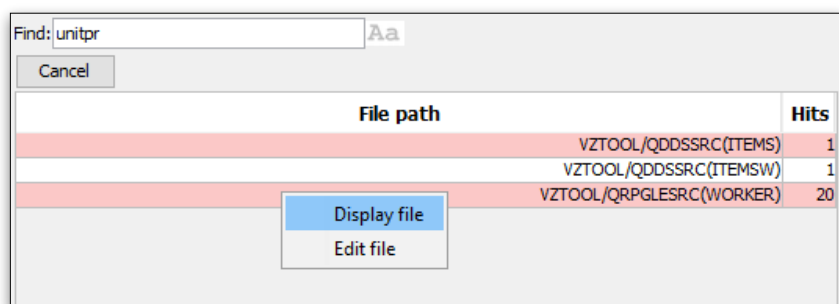 Find: unitpr Aa
Cancel
File path Hits
VZTOOL/QDDSSRC(ITEMS) 1
VZTOOL/QDDSSRC(ITEMSW) 1
VZTOOL/QRPGLESRC(WORKER) 20
Display file
Edit file